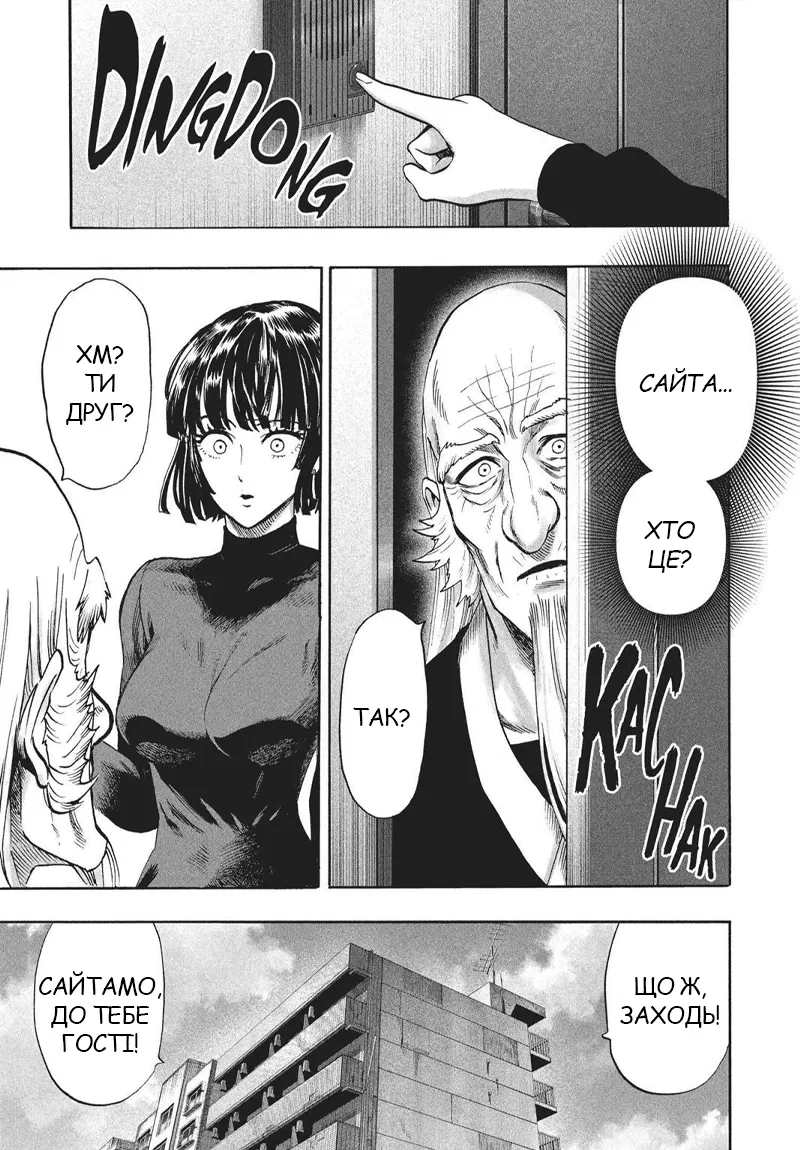 DINGDONG
САЙТА...
ХТО
ЦЕ?
KACHAK
ТАК?
ХМ?
ТИ
ДРУГ?
ЩО Ж,
ЗАХОДЬ!
САЙТАМО,
ДО ТЕБЕ
ГОСТІ!